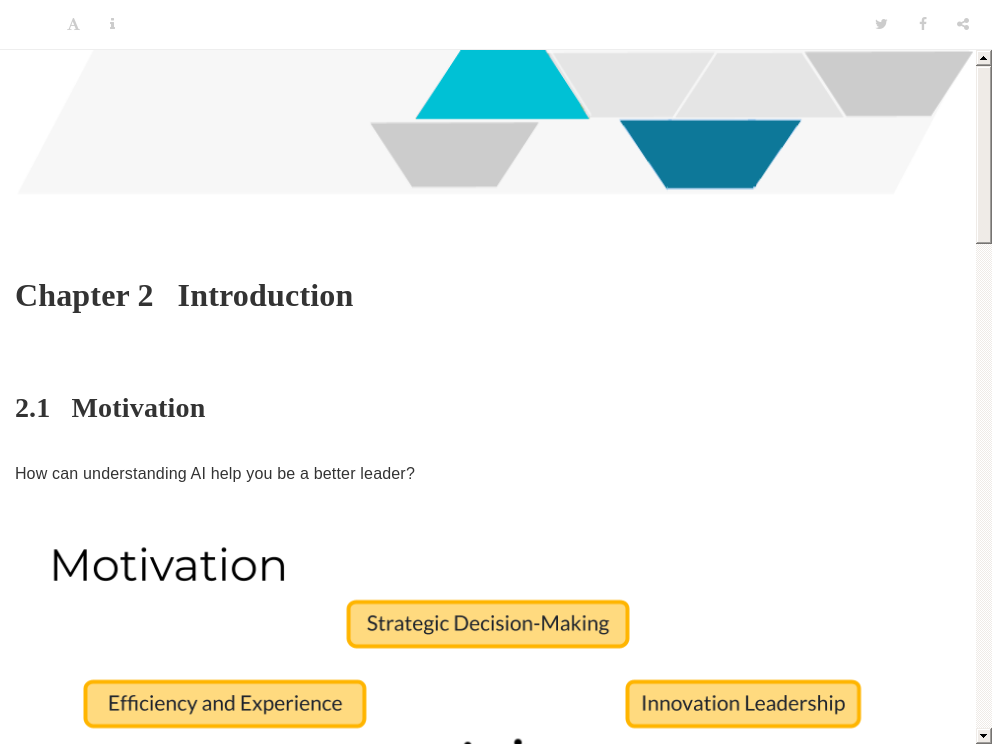 Chapter 2 Introduction
2.1 Motivation
How can understanding AI help you be a better leader?
Motivation
Strategic Decision-Making
Efficiency and Experience
Innovation Leadership